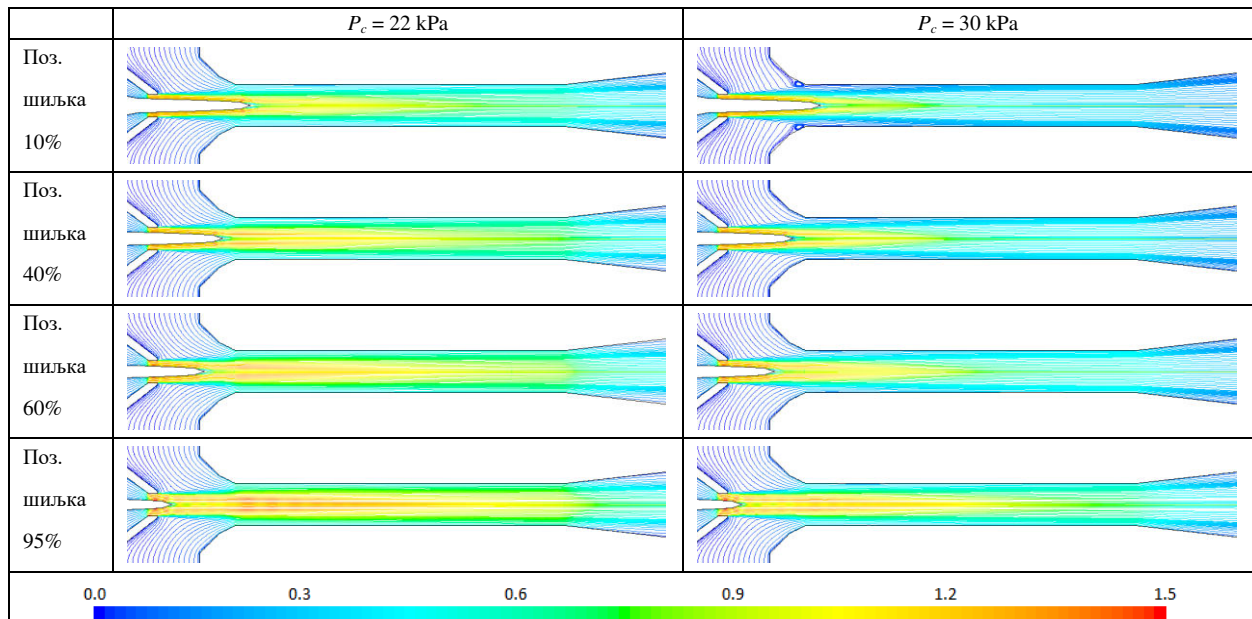 P_c = 22 kPa
P_c = 30 kPa
Поз.
шиљка
10%
Поз.
шиљка
40%
Поз.
шиљка
60%
Поз.
шиљка
95%
0.0 0.3 0.6 0.9 1.2 1.5